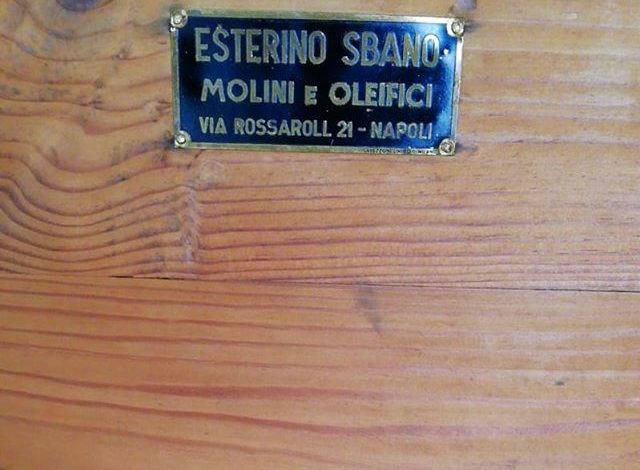 ESTERINO SBANO
MOLINI E OLEIFICI
VIA ROSSAROLL 21 - NAPOLI